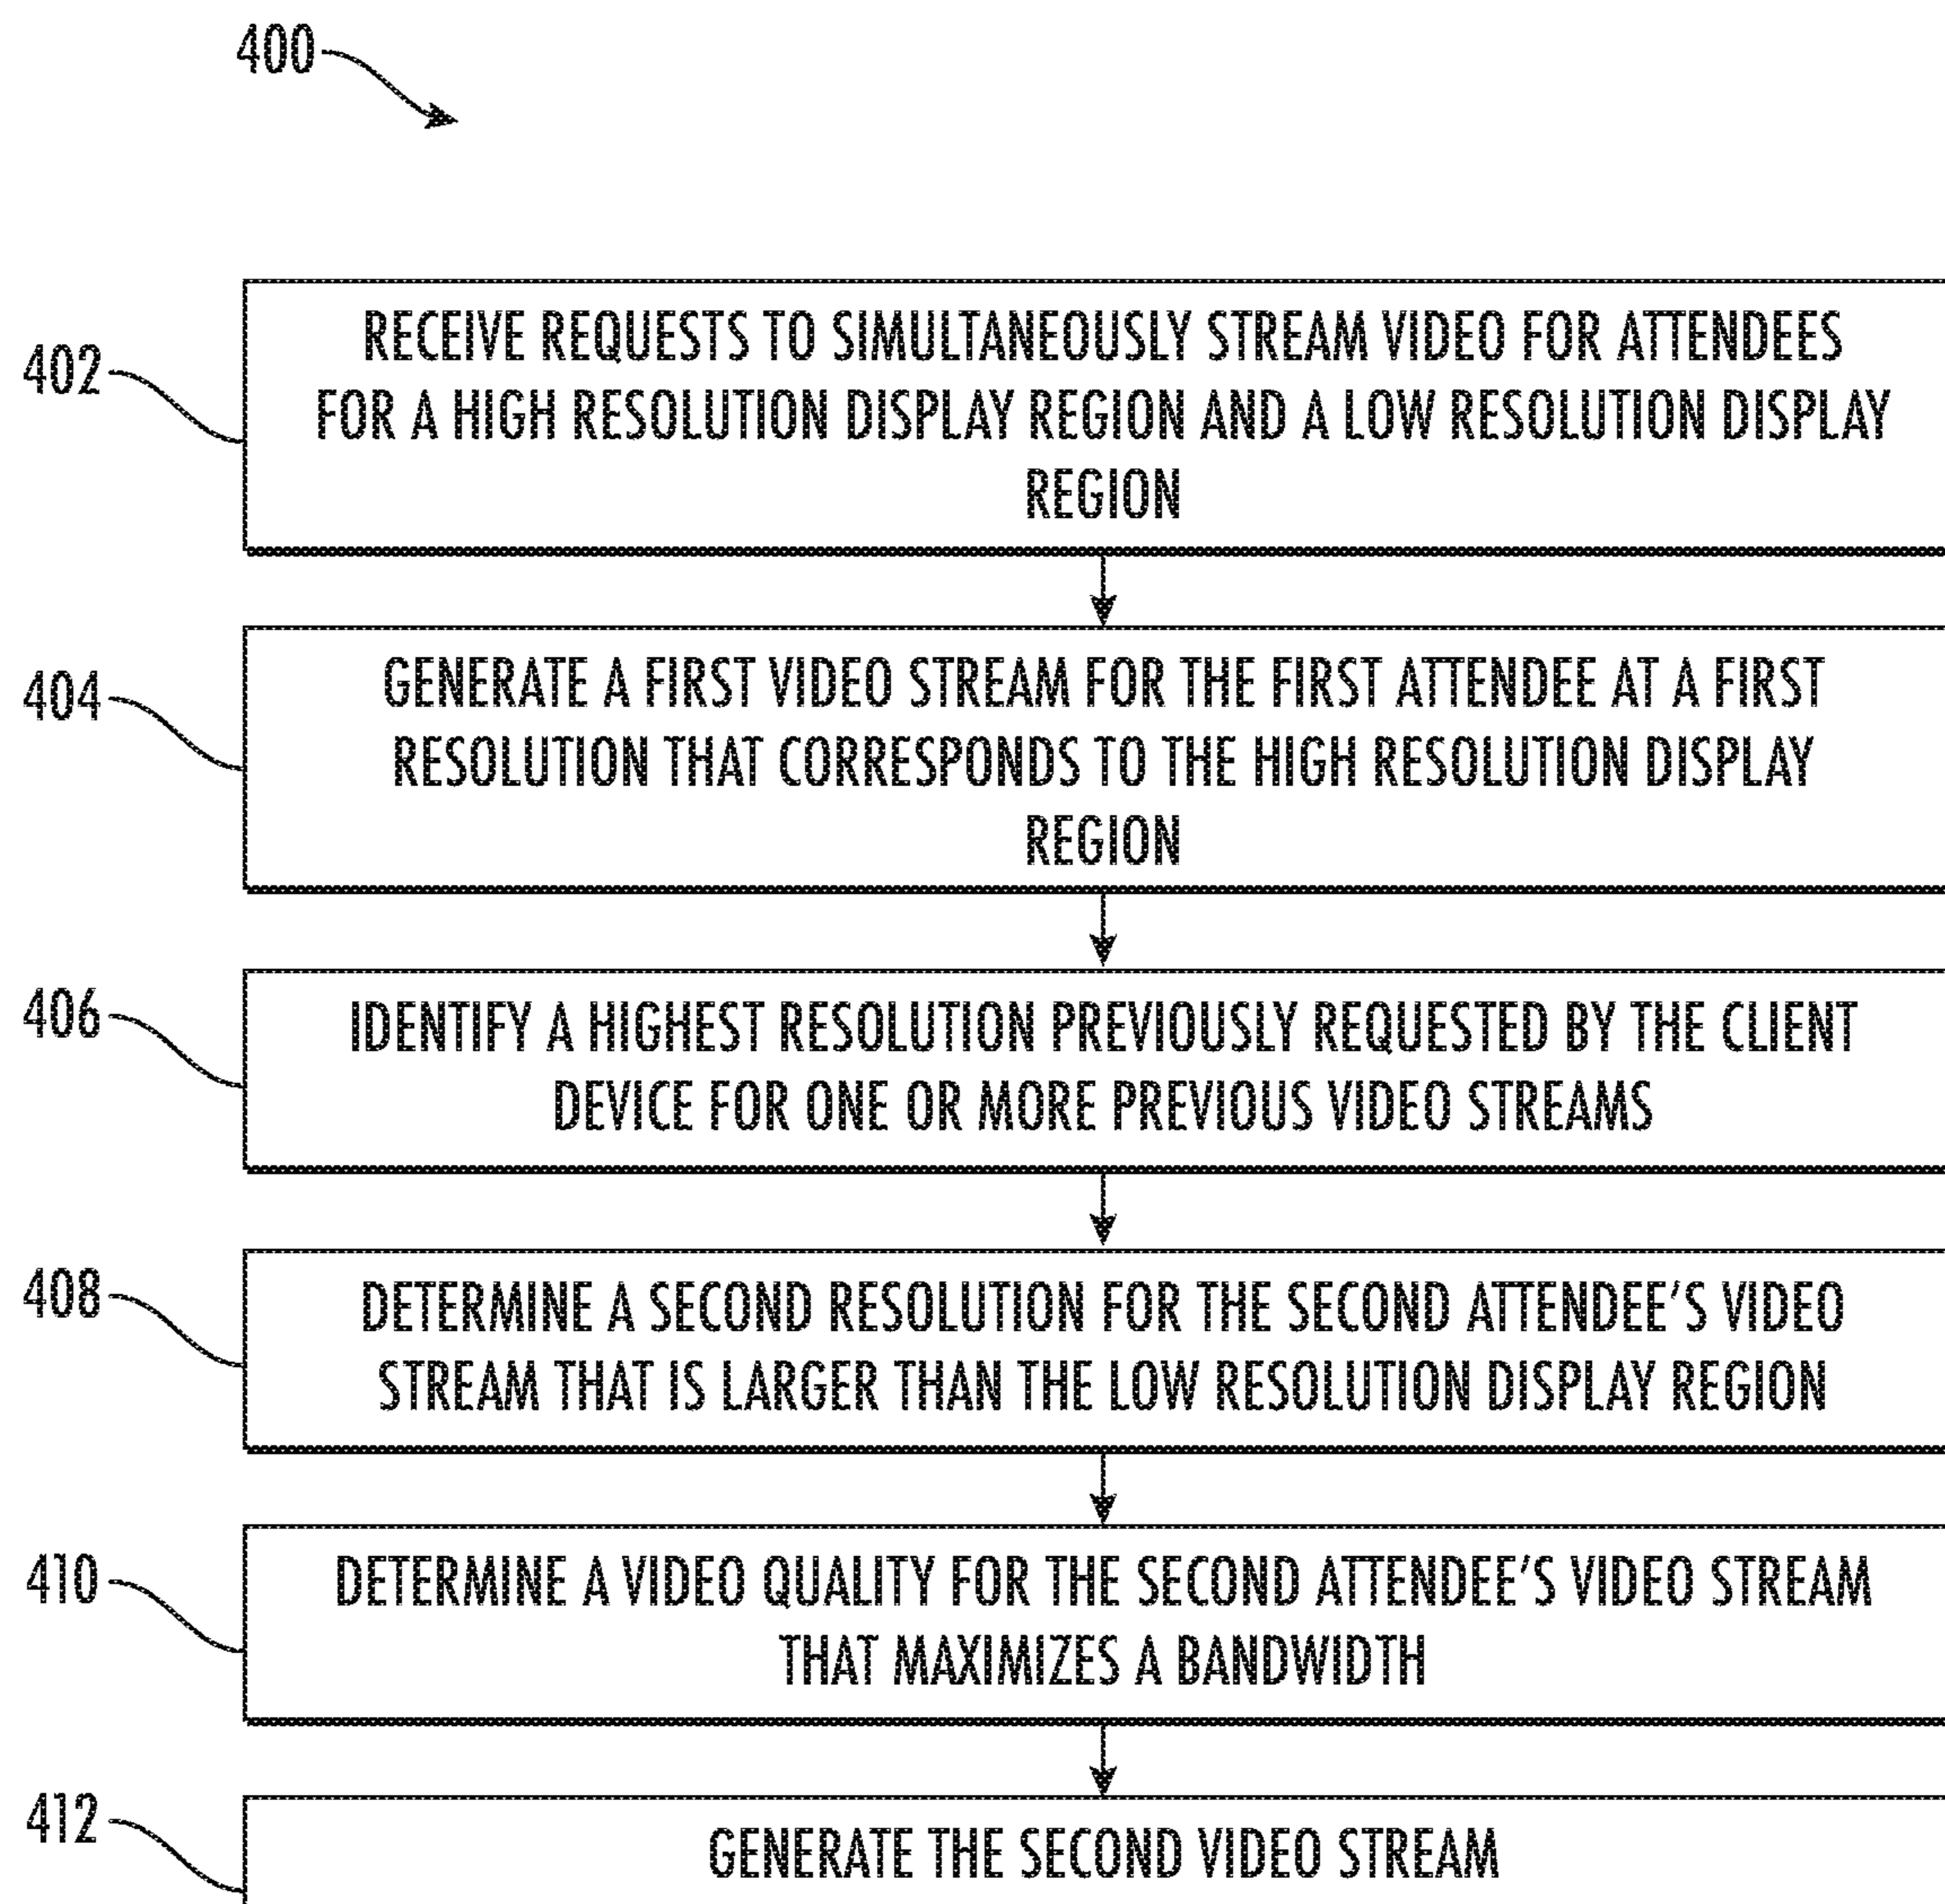 400
402
RECEIVE REQUESTS TO SIMULTANEOUSLY STREAM VIDEO FOR ATTENDEES
FOR A HIGH RESOLUTION DISPLAY REGION AND A LOW RESOLUTION DISPLAY
REGION
404
GENERATE A FIRST VIDEO STREAM FOR THE FIRST ATTENDEE AT A FIRST
RESOLUTION THAT CORRESPONDS TO THE HIGH RESOLUTION DISPLAY
REGION
406
IDENTIFY A HIGHEST RESOLUTION PREVIOUSLY REQUESTED BY THE CLIENT
DEVICE FOR ONE OR MORE PREVIOUS VIDEO STREAMS
408
DETERMINE A SECOND RESOLUTION FOR THE SECOND ATTENDEE'S VIDEO
STREAM THAT IS LARGER THAN THE LOW RESOLUTION DISPLAY REGION
410
DETERMINE A VIDEO QUALITY FOR THE SECOND ATTENDEE'S VIDEO STREAM
THAT MAXIMIZES A BANDWIDTH
412
GENERATE THE SECOND VIDEO STREAM